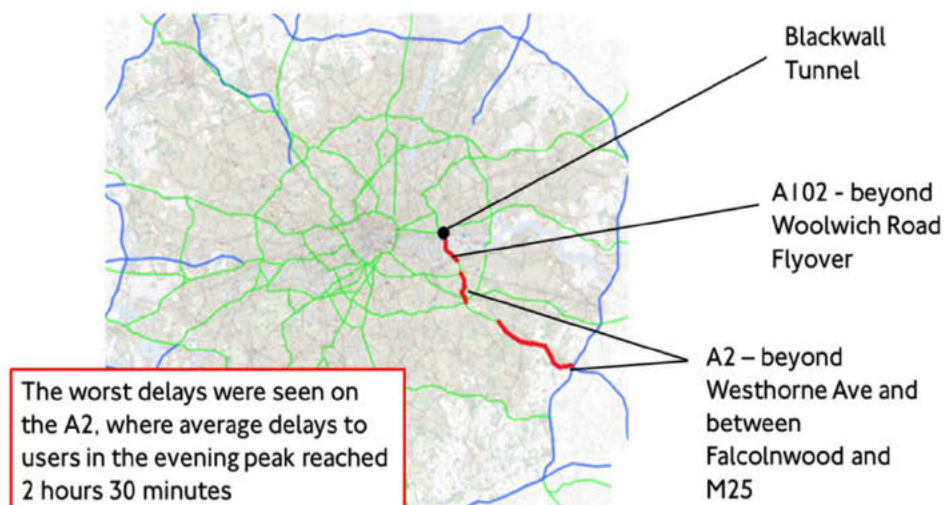 Blackwall
Tunnel
A102 - beyond
Woolwich Road
Flyover
A2 – beyond
Westhorne Ave and
between
Falcolnwood and
M25
The worst delays were seen on
the A2, where average delays to
users in the evening peak reached
2 hours 30 minutes